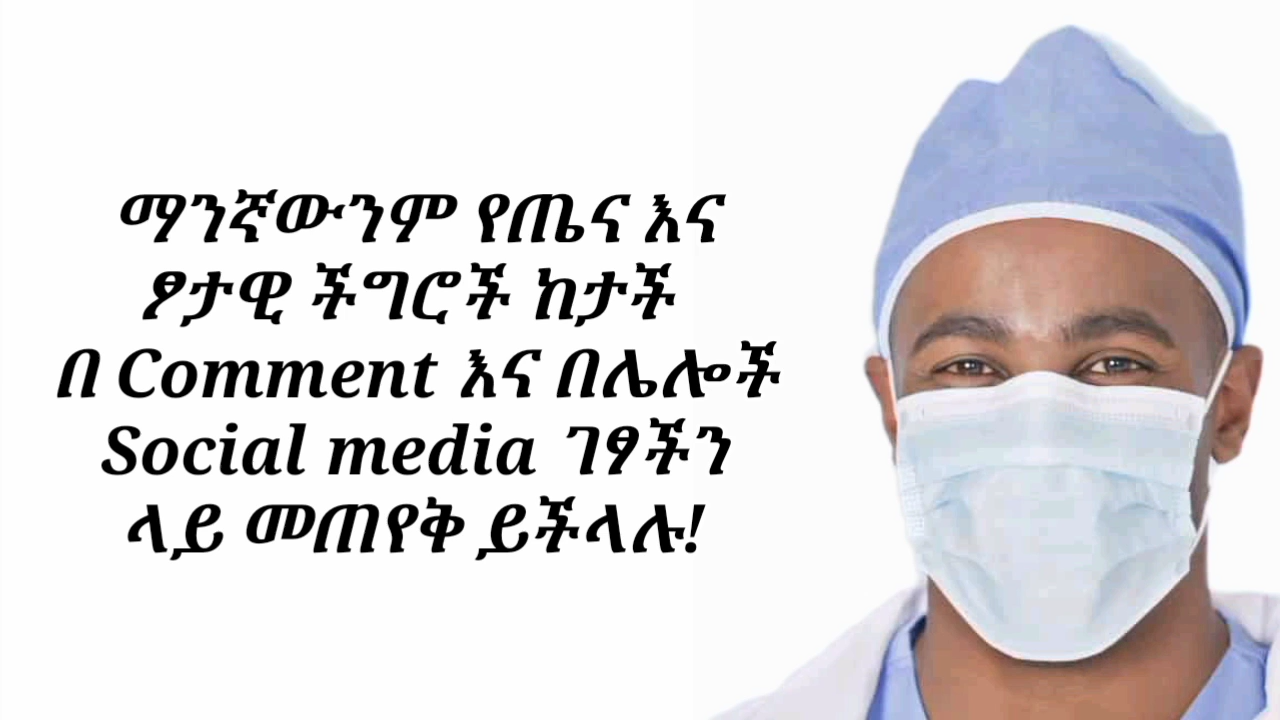 ማንኛውንም የጤና እና
ፆታዊ ችግሮች ከታች
በ Comment እና በሌሎች
Social media ገፃችን
ላይ መጠየቅ ይችላሉ!